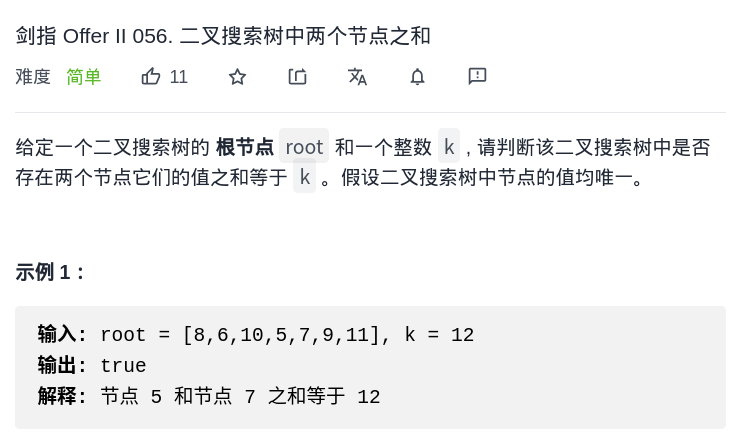 剑指 Offer II 056. 二叉搜索树中两个节点之和
难度 简单 11
给定一个二叉搜索树的 根节点 root 和一个整数 k , 请判断该二叉搜索树中是否
存在两个节点它们的值之和等于 k 。假设二叉搜索树中节点的值均唯一。
示例 1：
输入: root = [8,6,10,5,7,9,11], k = 12
输出: true
解释: 节点 5 和节点 7 之和等于 12